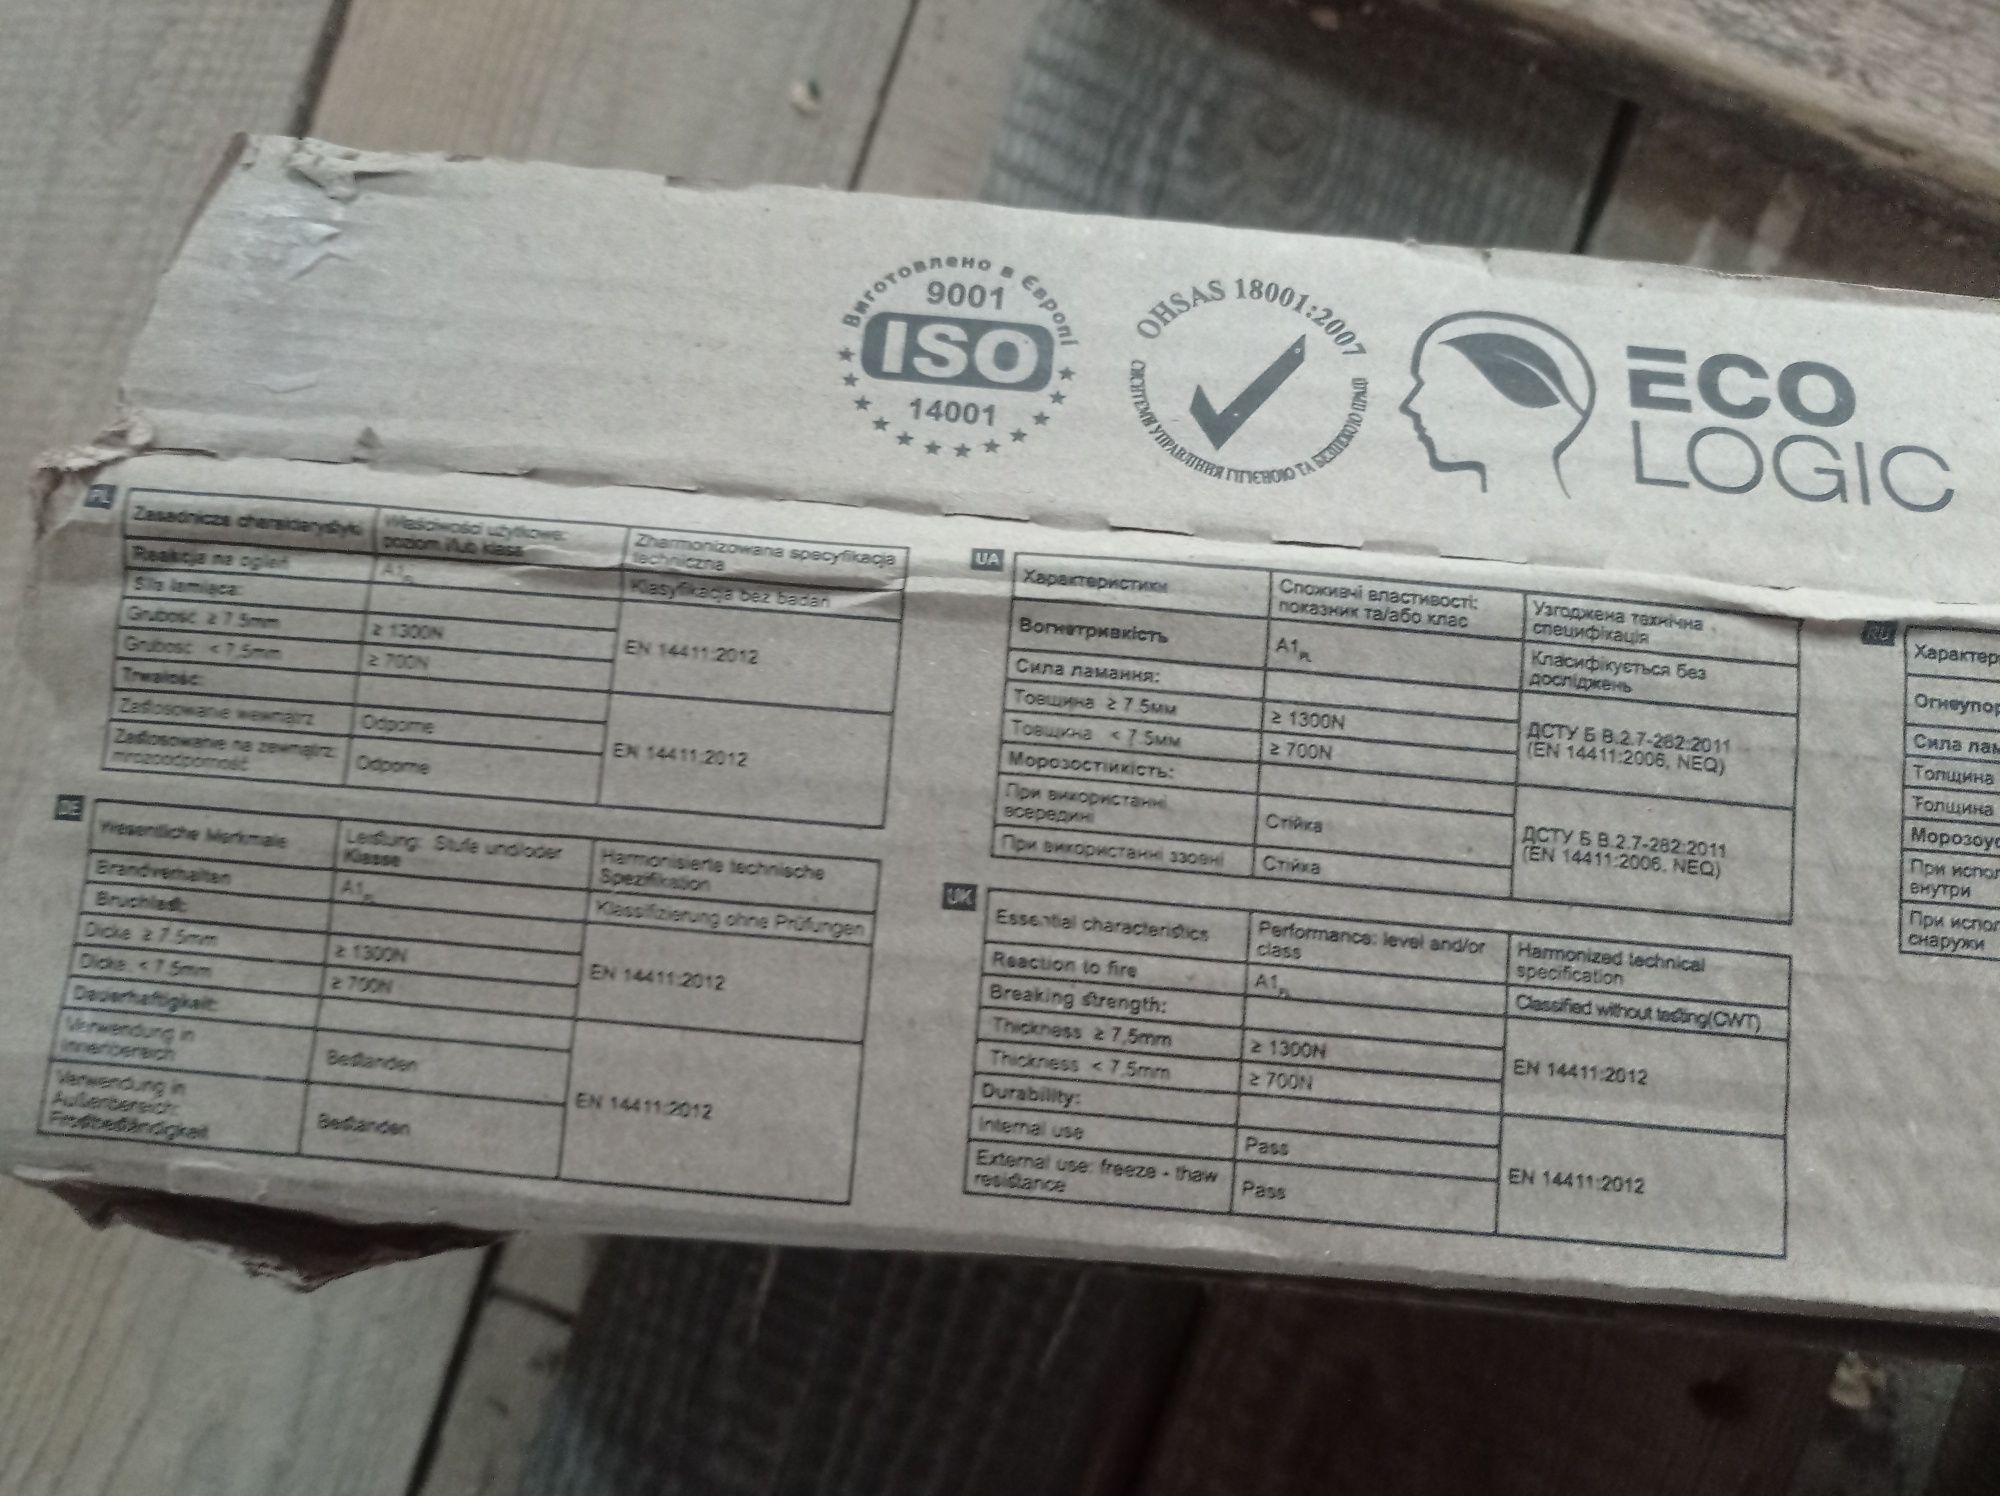 Виготовлено в Європі
9001
ISO
14001
OHSAS 18001:2007
СИСТЕМИ УПРАВЛІННЯ ГІГІЄНОЮ ТА БЕЗПЕКОЮ ПРАЦІ
ECO
LOGIC
PL
Zasadnicze charakterystyki
Właściwości użytkowe:
poziom i/lub klasa
Zharmonizowana specyfikacja
techniczna
Reakcja na ogień
A1FL
Klasyfikacja bez badań
Siła łamiąca:
Grubość ≥ 7.5mm
≥ 1300N
EN 14411:2012
Grubość < 7,5mm
≥ 700N
Trwałość:
Zastosowanie wewnątrz
Odporne
EN 14411:2012
Zastosowanie na zewnątrz:
mrozoodporność
Odporne
DE
Wesentliche Merkmale
Leistung: Stufe und/oder
Klasse
Harmonisierte technische
Spezifikation
Brandverhalten
A1FL
Klassifizierung ohne Prüfungen
Bruchlast:
Dicke ≥ 7.5mm
≥ 1300N
EN 14411:2012
Dicke < 7.5mm
≥ 700N
Dauerhaftigkeit:
Verwendung in
Innenbereich
Bestanden
EN 14411:2012
Verwendung in
Außenbereich:
Frostbeständigkeit
Bestanden
UA
Характеристики
Споживчі властивості:
показник та/або клас
Узгоджена технічна
специфікація
Вогнетривкість
A1FL
Класифікується без
досліджень
Сила ламання:
Товщина ≥ 7.5мм
≥ 1300N
ДСТУ Б В.2.7-282:2011
(EN 14411:2006, NEQ)
Товщина < 7.5мм
≥ 700N
Морозостійкість:
При використанні
всередині
Стійка
ДСТУ Б В.2.7-282:2011
(EN 14411:2006, NEQ)
При використанні ззовні
Стійка
UK
Essential characteristics
Performance: level and/or
class
Harmonized technical
specification
Reaction to fire
A1FL
Classified without testing(CWT)
Breaking strength:
Thickness ≥ 7,5mm
≥ 1300N
EN 14411:2012
Thickness < 7,5mm
≥ 700N
Durability:
Internal use
Pass
EN 14411:2012
External use: freeze - thaw
resistance
Pass
RU
Характер
Огнеупор
Сила лам
Толщина
Толщина
Морозоус
При испол
внутри
При испол
снаружи